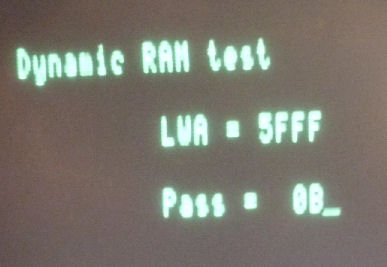 Dynamic RAM test
LWA = 5FFF
Pass = 0B_